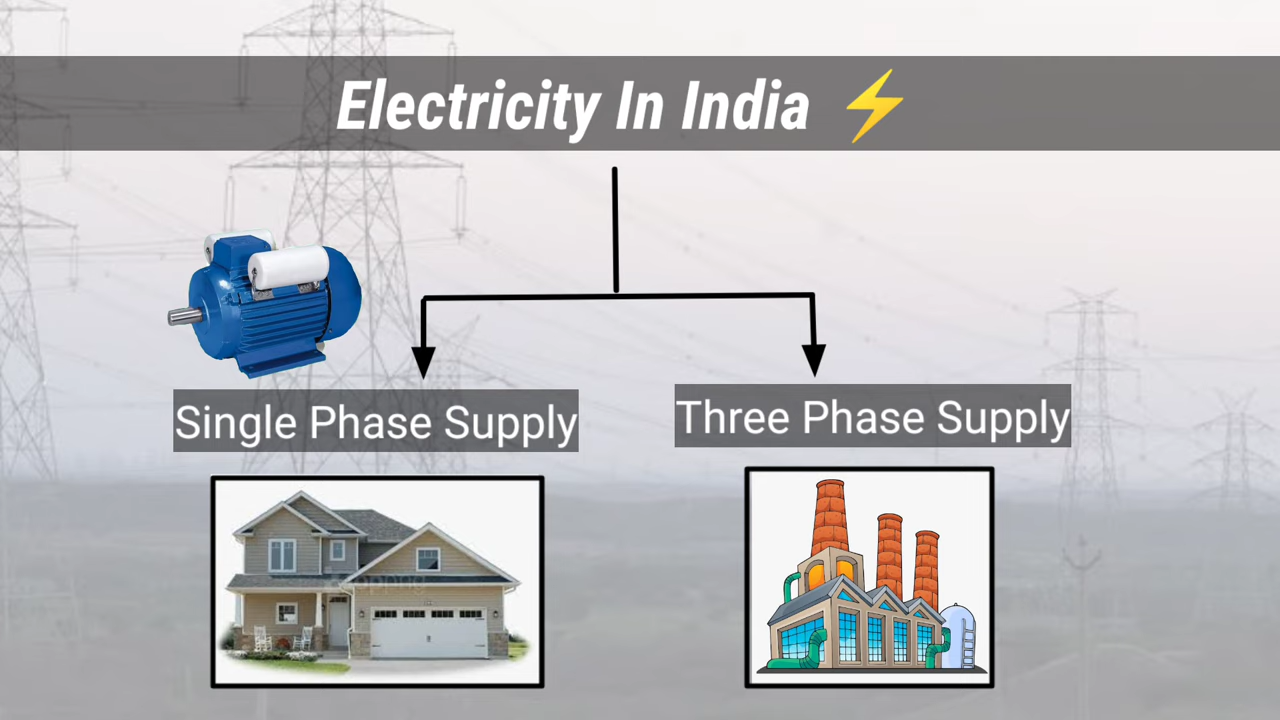 Electricity In India ⚡
Single Phase Supply
Three Phase Supply